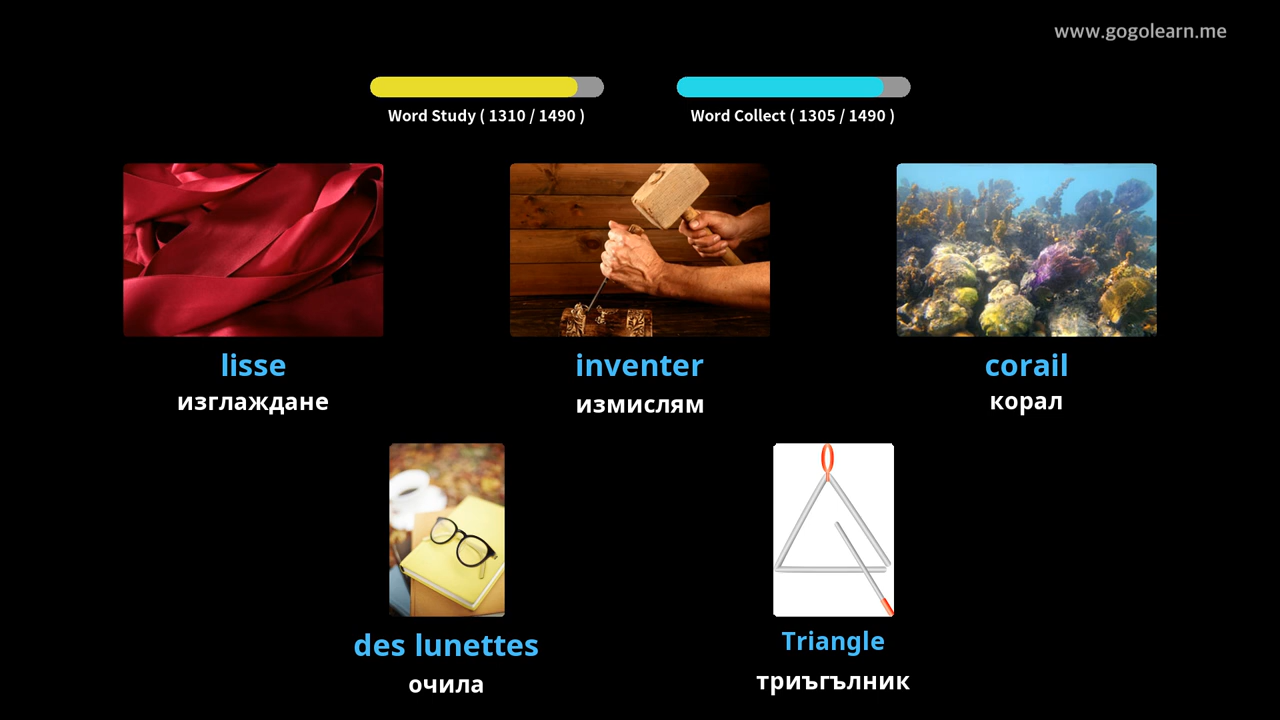 www.gogolearn.me
Word Study ( 1310 / 1490 )
Word Collect ( 1305 / 1490 )
lisse
изглаждане
inventer
измислям
corail
корал
des lunettes
очила
Triangle
триъгълник